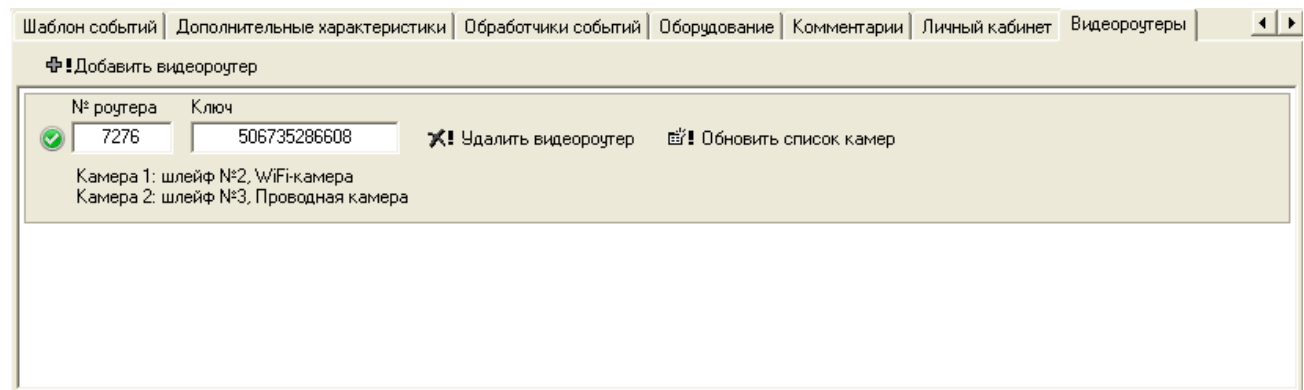 Шаблон событий Дополнительные характеристики Обработчики событий Оборудование Комментарии Личный кабинет Видеороутеры
Добавить видеороутер
№ роутера Ключ
7276 506735286608 Удалить видеороутер Обновить список камер
Камера 1: шлейф №2, WiFi-камера
Камера 2: шлейф №3, Проводная камера